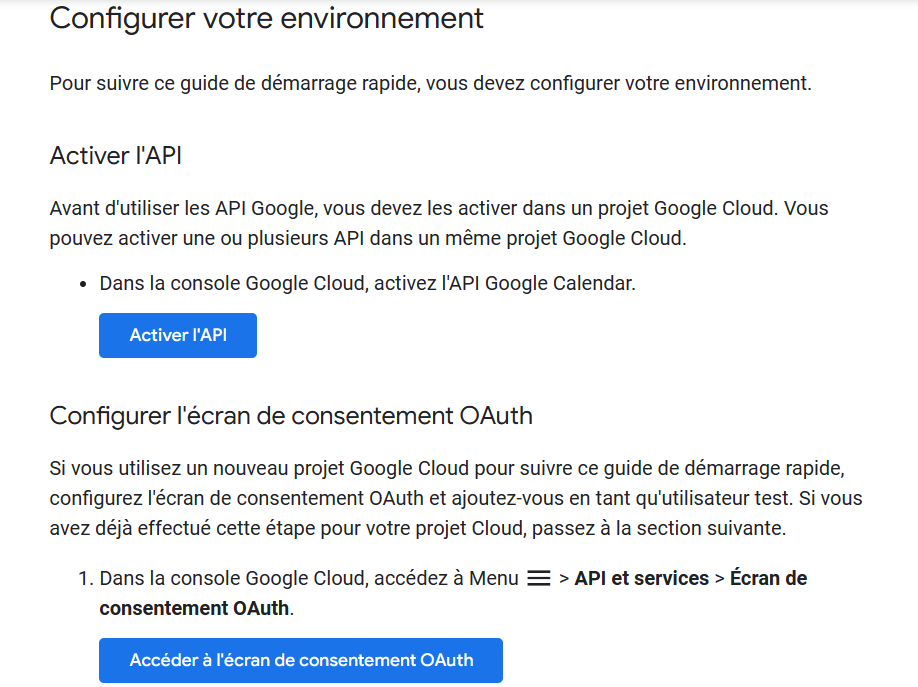 Configurer votre environnement
Pour suivre ce guide de démarrage rapide, vous devez configurer votre environnement.
Activer l'API
Avant d'utiliser les API Google, vous devez les activer dans un projet Google Cloud. Vous
pouvez activer une ou plusieurs API dans un même projet Google Cloud.
• Dans la console Google Cloud, activez l'API Google Calendar.
Activer l'API
Configurer l'écran de consentement OAuth
Si vous utilisez un nouveau projet Google Cloud pour suivre ce guide de démarrage rapide,
configurez l'écran de consentement OAuth et ajoutez-vous en tant qu'utilisateur test. Si vous
avez déjà effectué cette étape pour votre projet Cloud, passez à la section suivante.
1. Dans la console Google Cloud, accédez à Menu > API et services > Écran de
consentement OAuth.
Accéder à l'écran de consentement OAuth